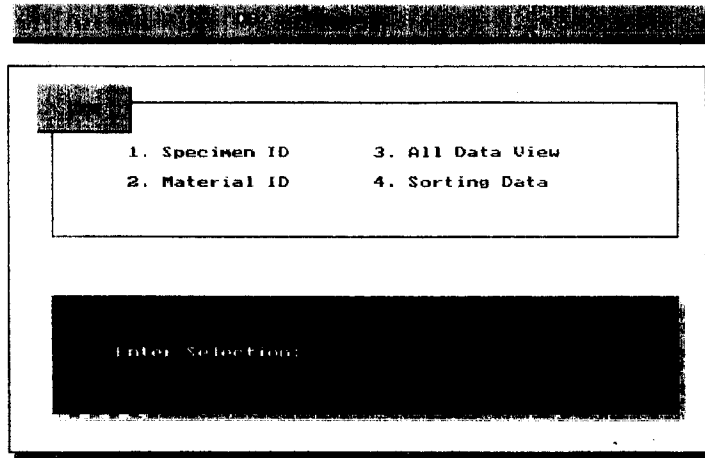 1. Specimen ID 3. All Data View
2. Material ID 4. Sorting Data
Enter Selection: